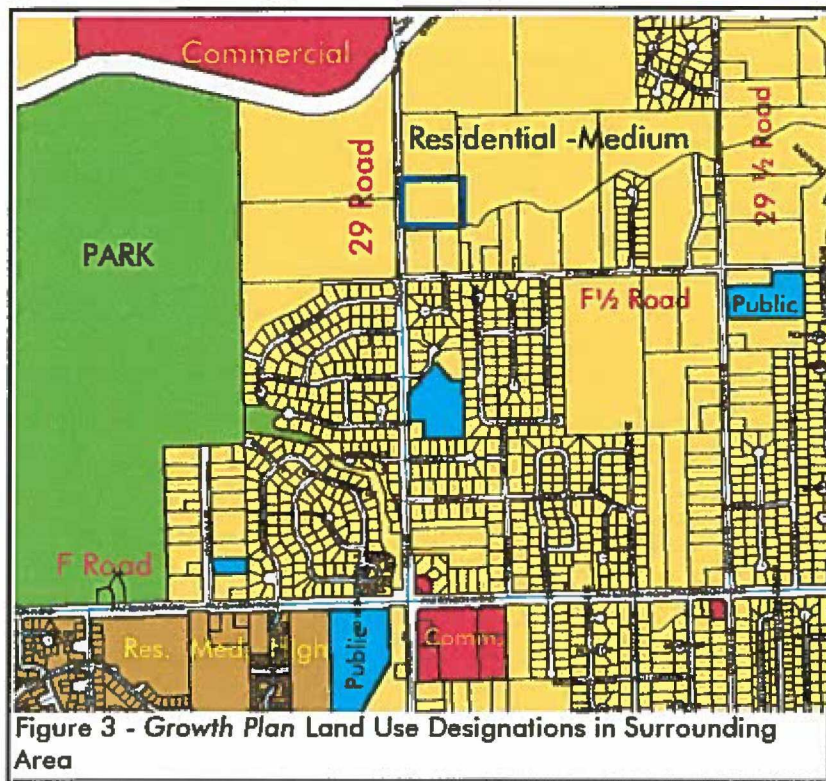 Commercial
Residential -Medium
29 Road
29 ½ Road
PARK
F½ Road
Public
F Road
Res. Med. High
Public
Comm.
Figure 3 - Growth Plan Land Use Designations in Surrounding
Area